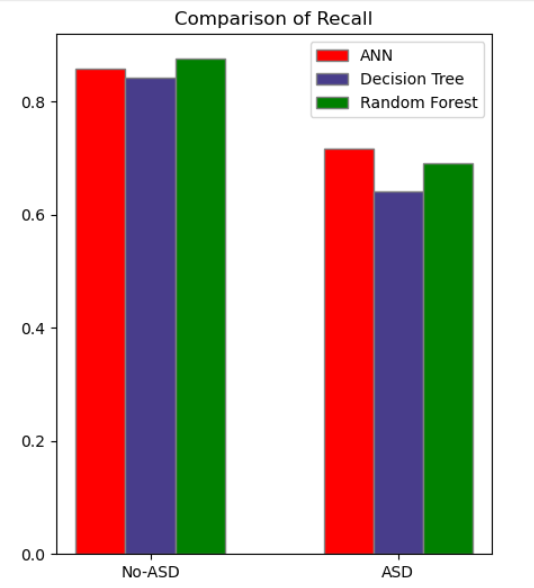 Comparison of Recall
ANN
Decision Tree
Random Forest
0.8
0.6
0.4
0.2
0.0
No-ASD
ASD